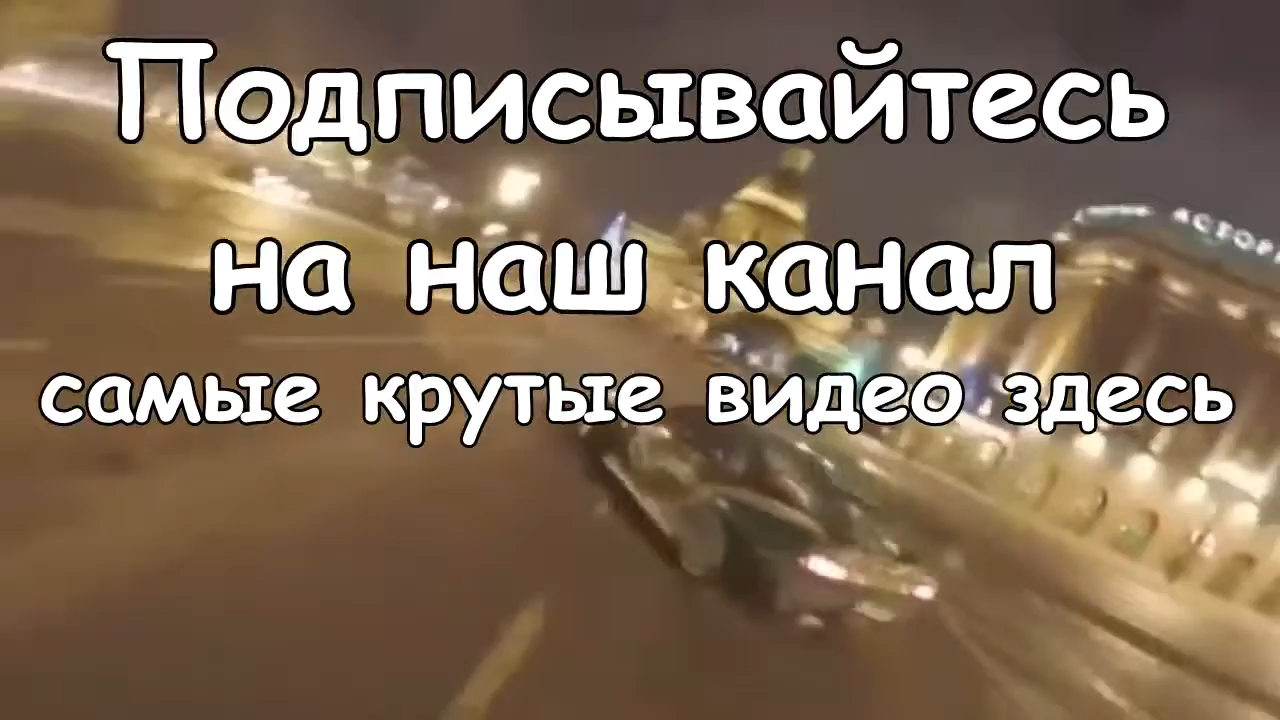 Подписывайтесь
на наш канал
самые крутые видео здесь